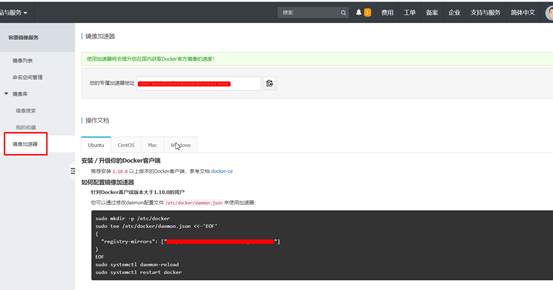 品与服务
搜索
1
费用
工单
备案
企业
支持与服务
简体中文
容器镜像服务
镜像列表
命名空间管理
镜像库
镜像搜索
我的收藏
镜像加速器
镜像加速器
使用加速器将会提升您在国内获取Docker官方镜像的速度!
您的专属加速器地址
操作文档
Ubuntu CentOS Mac Windows
安装 / 升级你的Docker客户端
推荐安装 1.10.0 以上版本的Docker客户端,参考文档 docker-ce
如何配置镜像加速器
针对Docker客户端版本大于1.10.0的用户
您可以通过修改daemon配置文件 /etc/docker/daemon.json 来使用加速器:
sudo mkdir -p /etc/docker
sudo tee /etc/docker/daemon.json <<-'EOF'
{
"registry-mirrors": [" "]
}
EOF
sudo systemctl daemon-reload
sudo systemctl restart docker